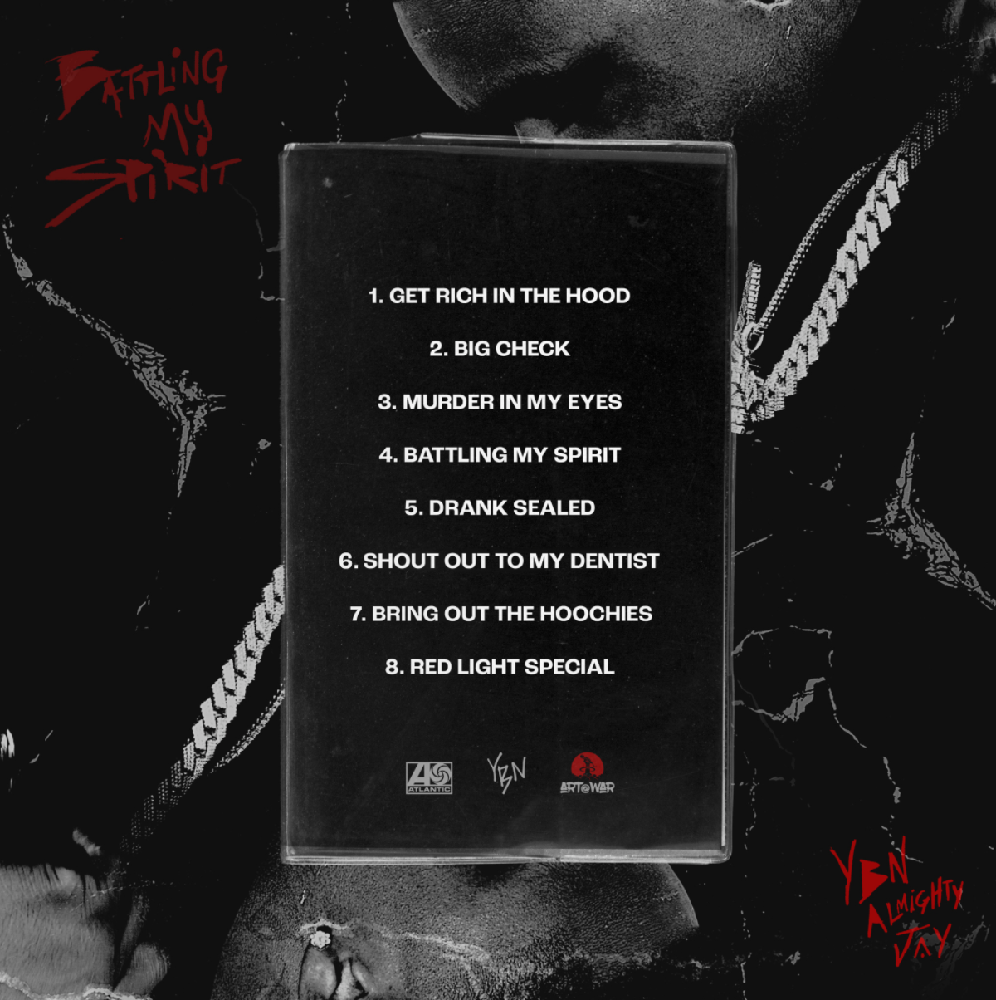 BATTLING
MY
SPIRIT
1. GET RICH IN THE HOOD
2. BIG CHECK
3. MURDER IN MY EYES
4. BATTLING MY SPIRIT
5. DRANK SEALED
6. SHOUT OUT TO MY DENTIST
7. BRING OUT THE HOOCHIES
8. RED LIGHT SPECIAL
ATLANTIC
YBN
ART@WAR
YBN
ALMIGHTY
JAY